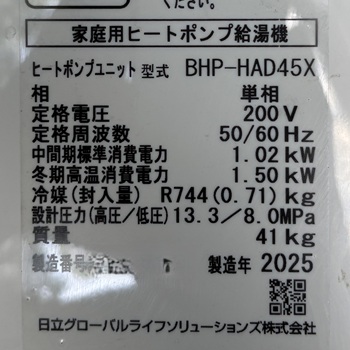 ください。
家庭用ヒートポンプ給湯機
ヒートポンプユニット 型式 BHP-HAD45X
相 単相
定格電圧 200V
定格周波数 50/60Hz
中間期標準消費電力 1.02kW
冬期高温消費電力 1.50kW
冷媒(封入量) R744(0.71)kg
設計圧力(高圧/低圧) 13.3/8.0MPa
質量 41kg
製造番号 製造年 2025
日立グローバルライフソリューションズ株式会社